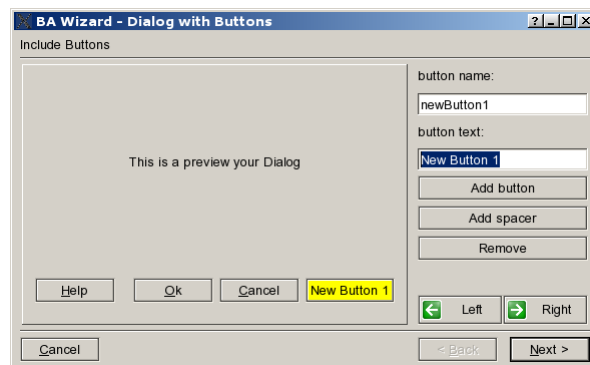 BA Wizard - Dialog with Buttons
Include Buttons
button name:
newButton1
button text:
This is a preview your Dialog
New Button 1
Add button
Add spacer
Remove
Help Ok Cancel New Button 1
Left Right
Cancel < Back Next >